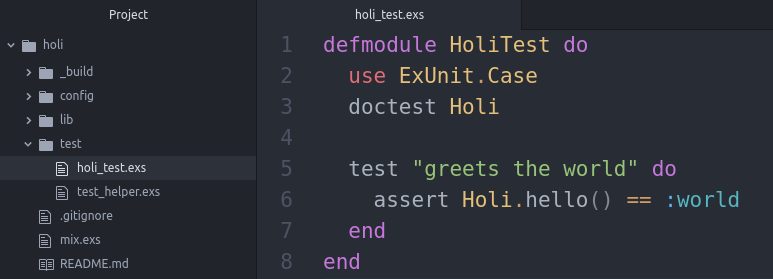 Project
holi
_build
config
lib
test
holi_test.exs
test_helper.exs
.gitignore
mix.exs
README.md
holi_test.exs
1 defmodule HoliTest do
2   use ExUnit.Case
3   doctest Holi
4
5   test "greets the world" do
6     assert Holi.hello() == :world
7   end
8 end